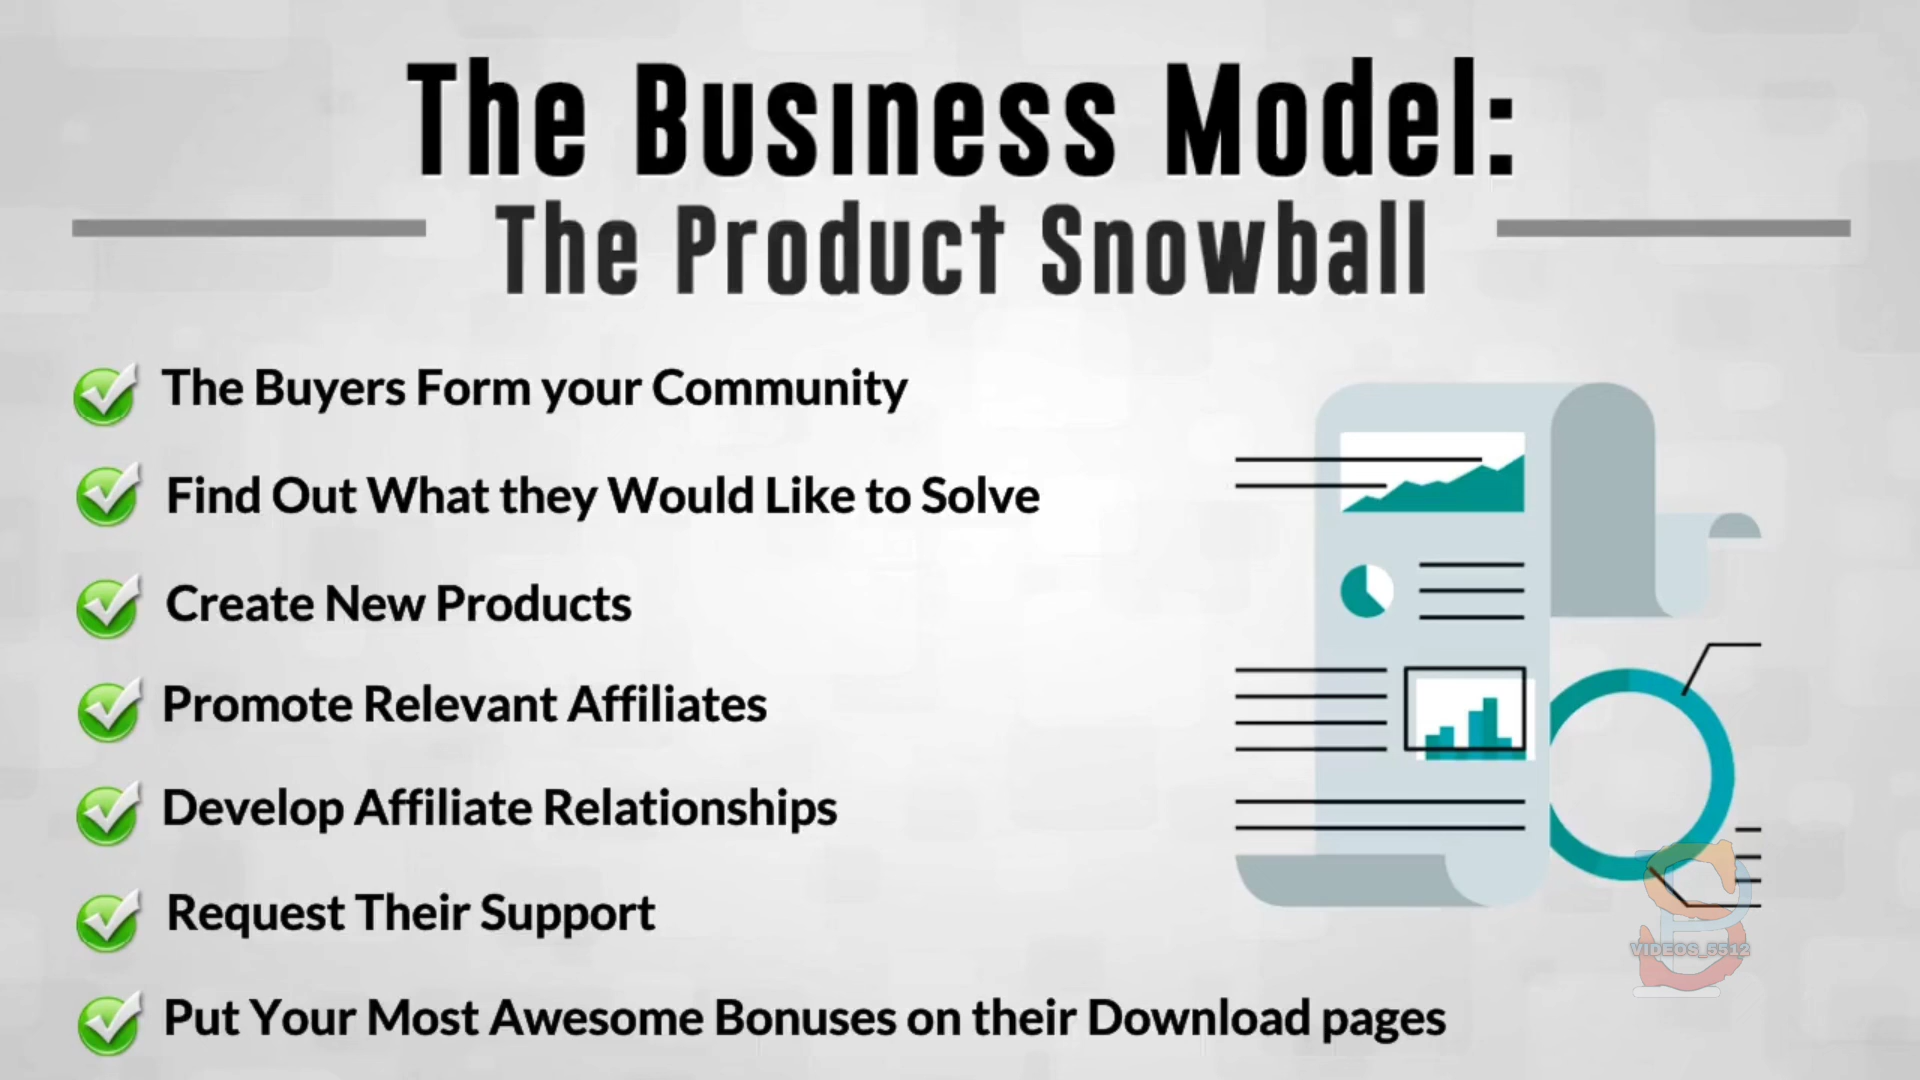 The Business Model:
The Product Snowball
The Buyers Form your Community
Find Out What they Would Like to Solve
Create New Products
Promote Relevant Affiliates
Develop Affiliate Relationships
Request Their Support
VIDEOS_5512
Put Your Most Awesome Bonuses on their Download pages